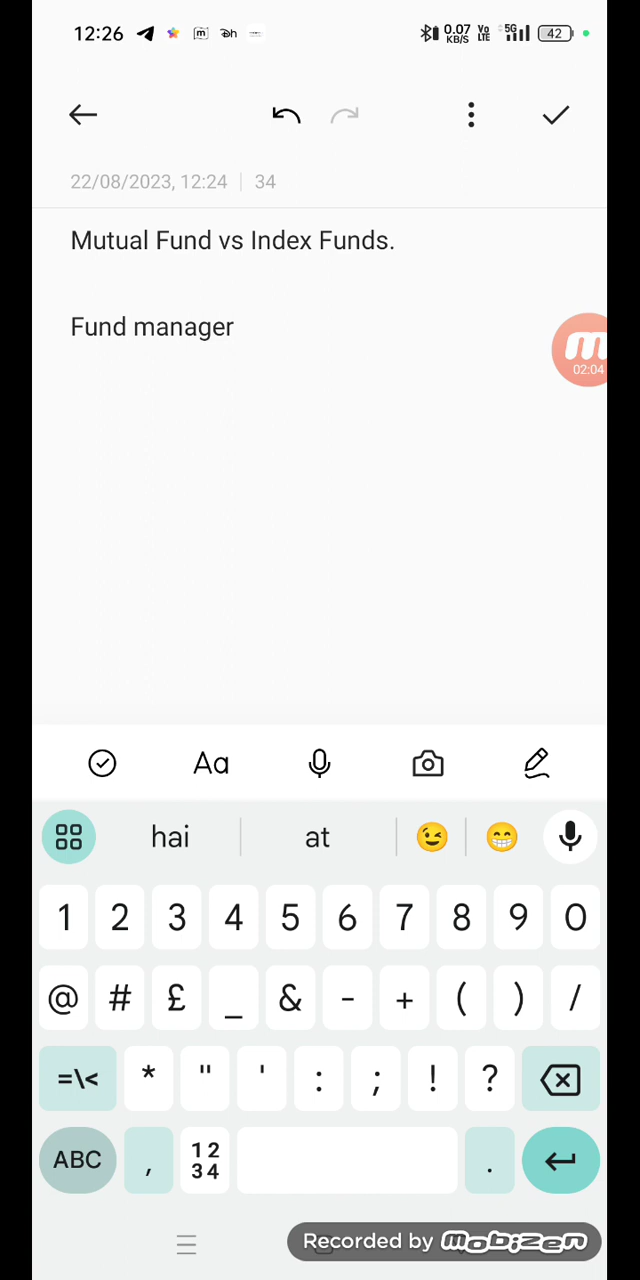 12:26 0.07 KB/S Vo LTE 5G 42
22/08/2023, 12:24 | 34
Mutual Fund vs Index Funds.
Fund manager
m
02:04
Aa
hai at
1 2 3 4 5 6 7 8 9 0
@ # £ _ & - + ( ) /
=\< * " ' : ; ! ?
ABC , 12 34 .
Recorded by mobizen